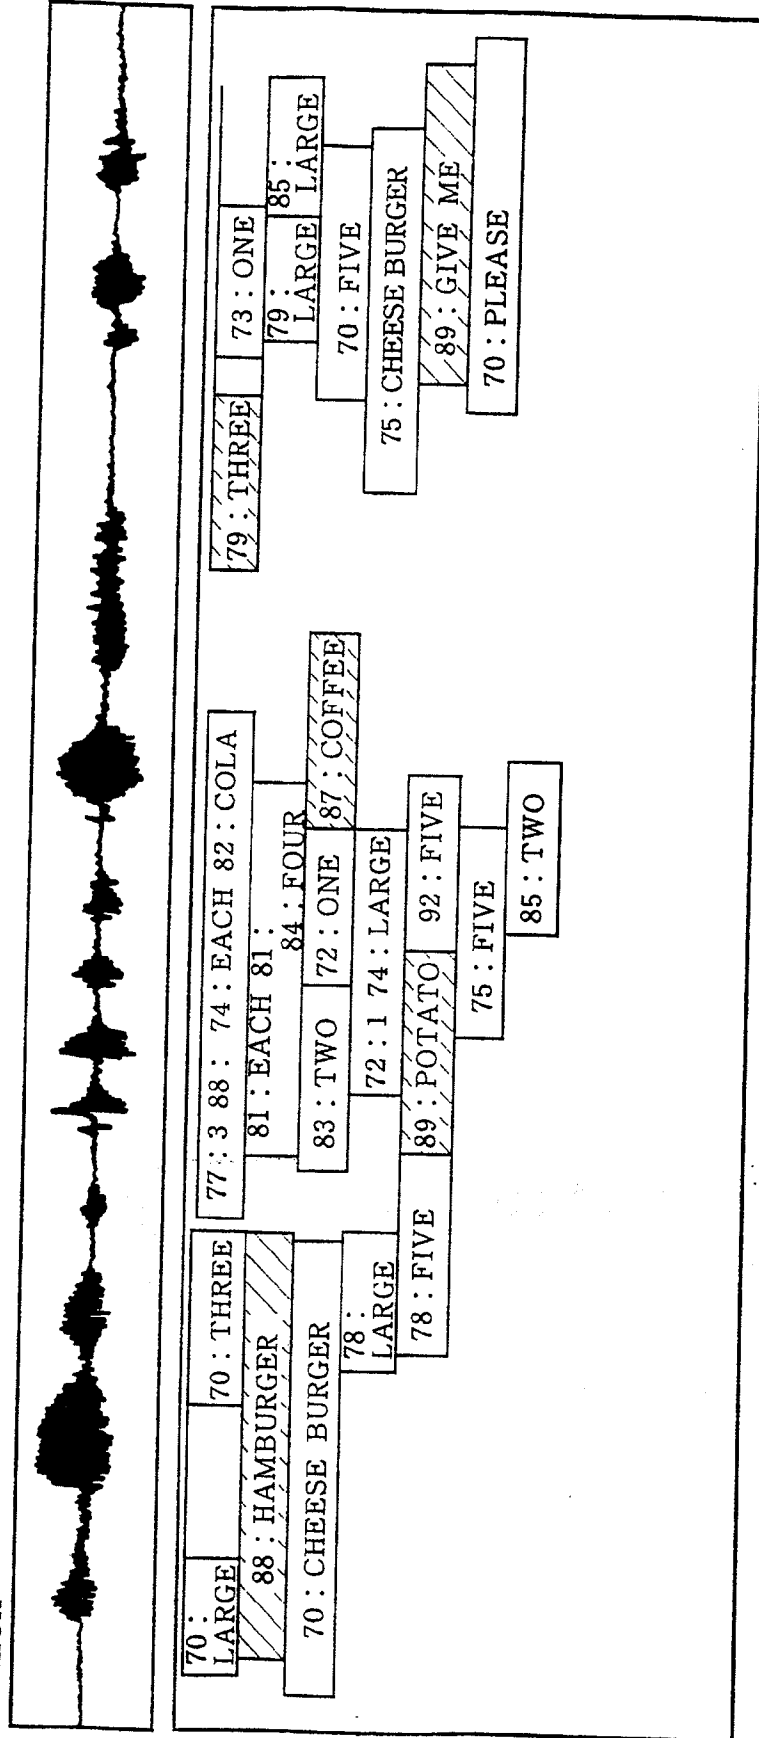 70: LARGE
70: THREE
88: HAMBURGER
70: CHEESE BURGER
78: LARGE
78: FIVE
77: 3 88: 74: EACH 82: COLA
81: EACH 81:
84: FOUR
83: TWO
72: ONE
87: COFFEE
72: 1 74: LARGE
89: POTATO
92: FIVE
75: FIVE
85: TWO
79: THREE
73: ONE
79: LARGE
85: LARGE
70: FIVE
75: CHEESE BURGER
89: GIVE ME
70: PLEASE